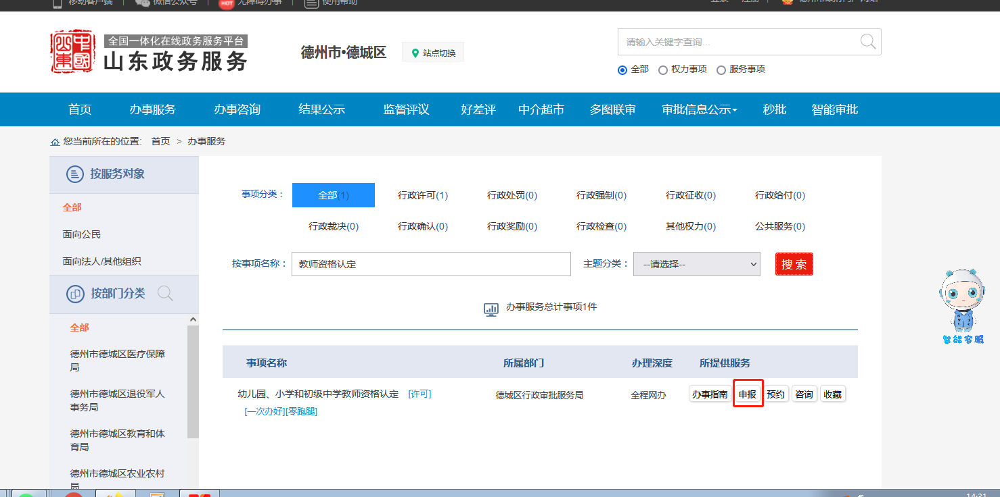 移动客户端 | 微信公众号 | HOT 无障碍办事 | 使用帮助
登录 注册 | 德州市政府门户网站
中國山东
全国一体化在线政务服务平台
山东政务服务
德州市•德城区
站点切换
请输入关键字查询...
全部 权力事项 服务事项
首页 办事服务 办事咨询 结果公示 监督评议 好差评 中介超市 多图联审 审批信息公示 秒批 智能审批
您当前所在的位置: 首页 > 办事服务
按服务对象
全部
面向公民
面向法人/其他组织
按部门分类
全部
德州市德城区医疗保障
局
德州市德城区退役军人
事务局
德州市德城区教育和体
育局
德州市德城区农业农村
局
事项分类： 全部(1) 行政许可(1) 行政处罚(0) 行政强制(0) 行政征收(0) 行政给付(0)
行政裁决(0) 行政确认(0) 行政奖励(0) 行政检查(0) 其他权力(0) 公共服务(0)
按事项名称： 教师资格认定 主题分类： --请选择-- 搜 索
办事服务总计事项1件
事项名称 所属部门 办理深度 所提供服务
幼儿园、小学和初级中学教师资格认定 [许可] 德城区行政审批服务局 全程网办 办事指南 申报 预约 咨询 收藏
[一次办好][零跑腿]
智能客服
14:31